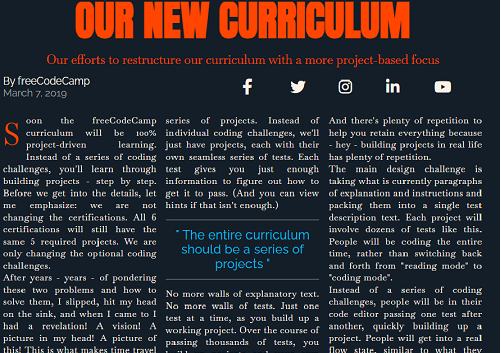 OUR NEW CURRICULUM
Our efforts to restructure our curriculum with a more project-based focus
By freeCodeCamp
March 7, 2019
Soon the freeCodeCamp
curriculum will be 100%
project-driven learning.
Instead of a series of coding
challenges, you'll learn through
building projects - step by step.
Before we get into the details, let
me emphasize: we are not
changing the certifications. All 6
certifications will still have the
same 5 required projects. We are
only changing the optional coding
challenges.
After years - years - of pondering
these two problems and how to
solve them, I slipped, hit my head
on the sink, and when I came to I
had a revelation! A vision! A
picture in my head! A picture of
this! This is what makes time travel
series of projects. Instead of
individual coding challenges, we'll
just have projects, each with their
own seamless series of tests. Each
test gives you just enough
information to figure out how to
get it to pass. (And you can view
hints if that isn't enough.)
" The entire curriculum
should be a series of
projects "
No more walls of explanatory text.
No more walls of tests. Just one
test at a time, as you build up a
working project. Over the course of
passing thousands of tests, you
And there's plenty of repetition to
help you retain everything because
- hey - building projects in real life
has plenty of repetition.
The main design challenge is
taking what is currently paragraphs
of explanation and instructions and
packing them into a single test
description text. Each project will
involve dozens of tests like this.
People will be coding the entire
time, rather than switching back
and forth from "reading mode" to
"coding mode".
Instead of a series of coding
challenges, people will be in their
code editor passing one test after
another, quickly building up a
project. People will get into a real
flow state, similar to what they